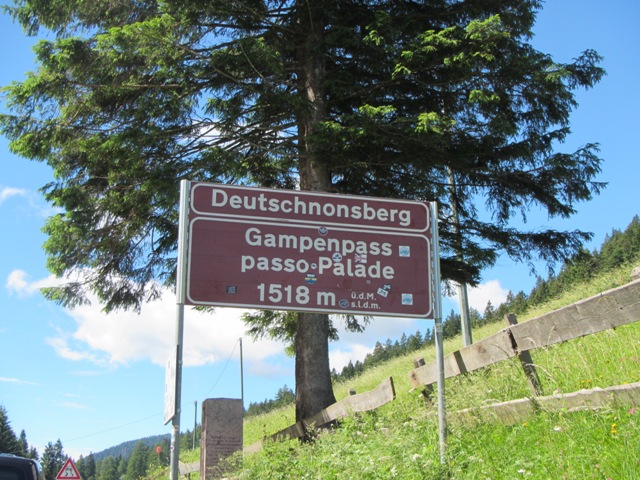 Deutschnonsberg
Gampenpass
passo Palade
1518 m ü.d.M.
s.l.d.m.